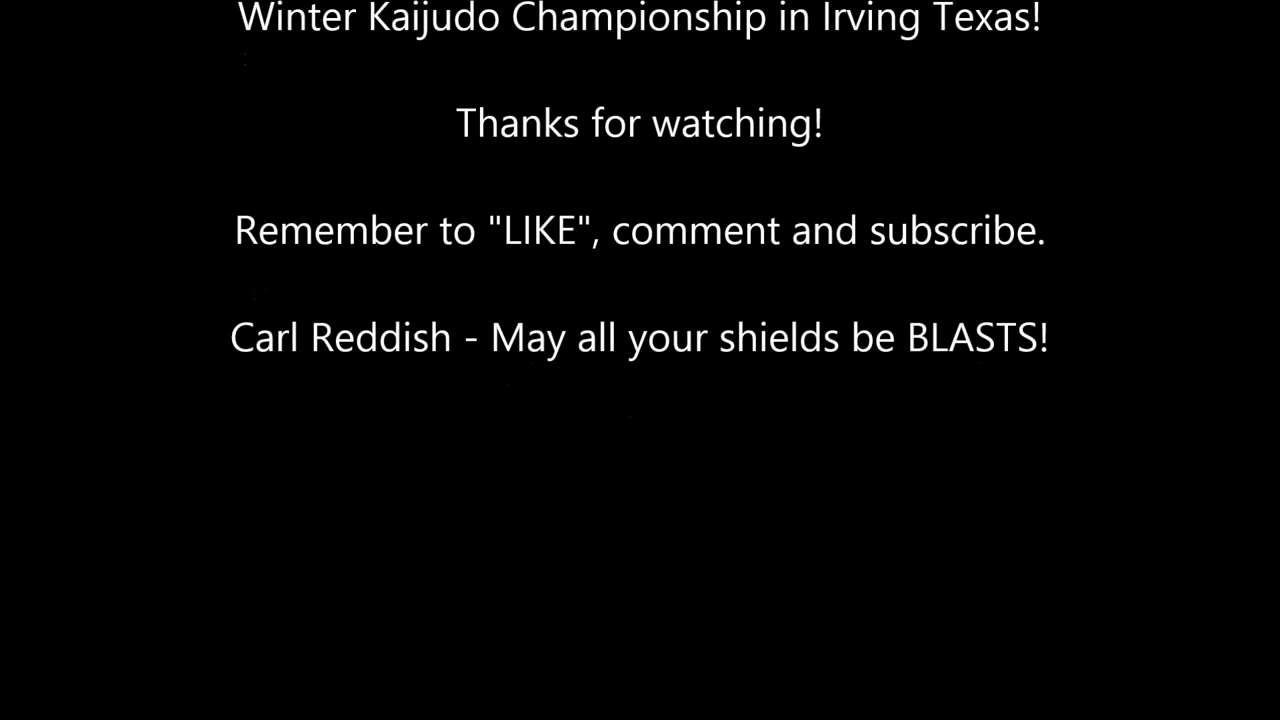 Winter Kaijudo Championship in Irving Texas!
Thanks for watching!
Remember to "LIKE", comment and subscribe.
Carl Reddish - May all your shields be BLASTS!